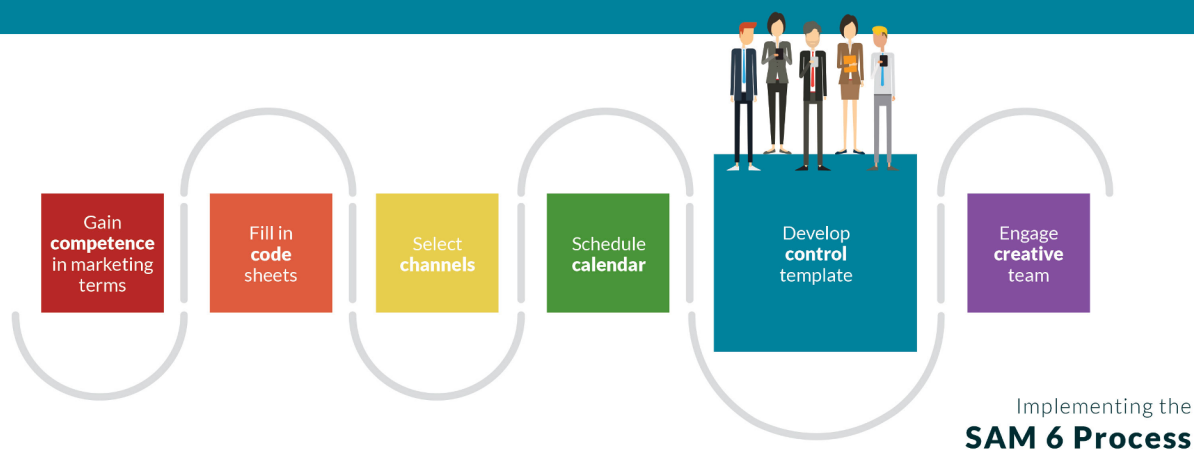 Gain
competence
in marketing
terms
Fill in
code
sheets
Select
channels
Schedule
calendar
Develop
control
template
Engage
creative
team
Implementing the
SAM 6 Process